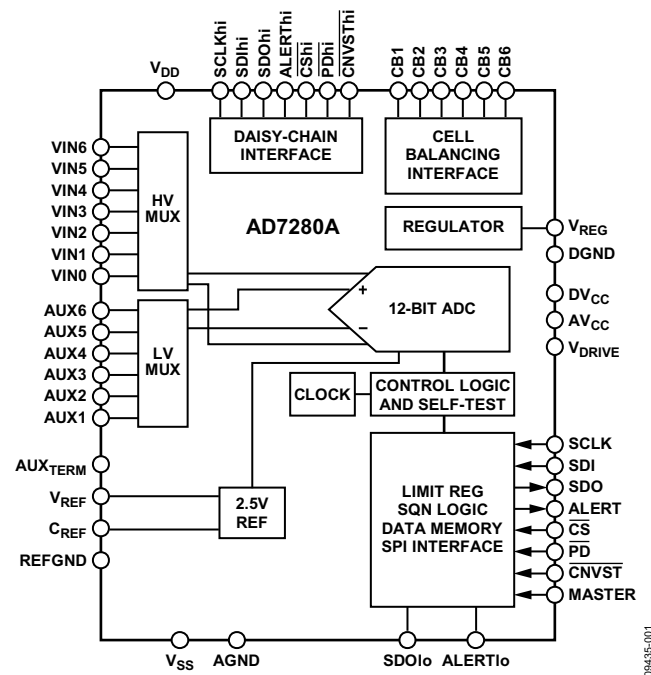 SCLKhi
SDIhi
SDOhi
ALERThi
CShi
PDhi
CNVSThi
CB1
CB2
CB3
CB4
CB5
CB6
VDD
DAISY-CHAIN
INTERFACE
CELL
BALANCING
INTERFACE
VIN6
VIN5
VIN4
VIN3
VIN2
VIN1
VIN0
HV
MUX
AD7280A
REGULATOR
VREG
DGND
DVCC
AVCC
VDRIVE
AUX6
AUX5
AUX4
AUX3
AUX2
AUX1
LV
MUX
+
−
12-BIT ADC
CLOCK
CONTROL LOGIC
AND SELF-TEST
AUXTERM
VREF
CREF
REFGND
2.5V
REF
LIMIT REG
SQN LOGIC
DATA MEMORY
SPI INTERFACE
SCLK
SDI
SDO
ALERT
CS
PD
CNVST
MASTER
VSS
AGND
SDOlo
ALERTlo
09435-001